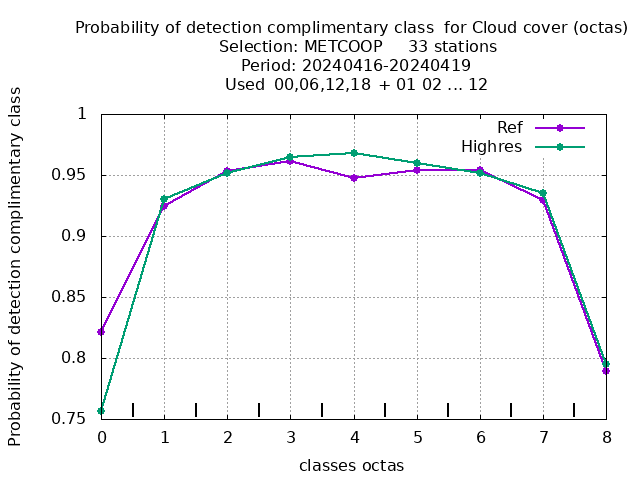 Probability of detection complimentary class  for Cloud cover (octas)
Selection: METCOOP     33 stations
Period: 20240416-20240419
Used  00,06,12,18 + 01 02 ... 12
Probability of detection complimentary class
1
0.95
0.9
0.85
0.8
0.75
Ref
Highres
0 1 2 3 4 5 6 7 8
classes octas